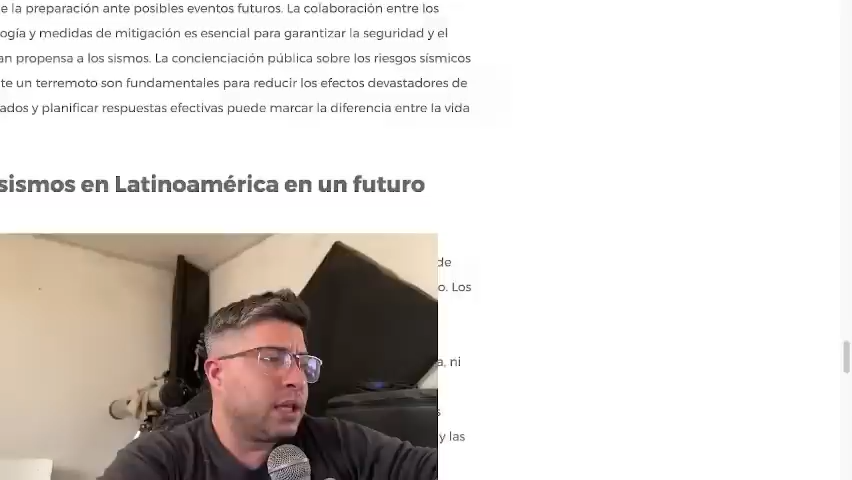 e la preparación ante posibles eventos futuros. La colaboración entre los
ogía y medidas de mitigación es esencial para garantizar la seguridad y el
an propensa a los sismos. La concienciación pública sobre los riesgos sísmicos
te un terremoto son fundamentales para reducir los efectos devastadores de
ados y planificar respuestas efectivas puede marcar la diferencia entre la vida
sismos en Latinoamérica en un futuro
de
o. Los
a, ni
s
y las